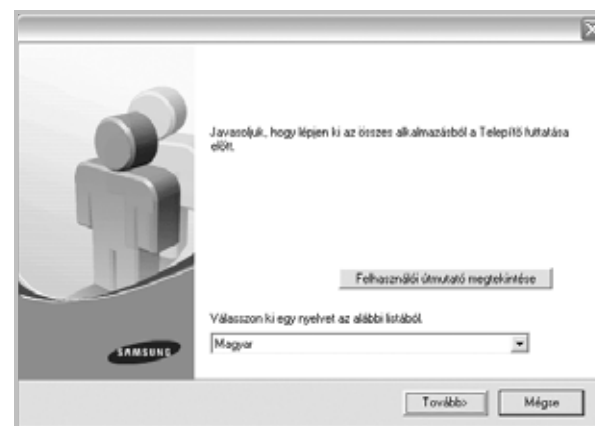 Javasoljuk, hogy lépjen ki az összes alkalmazásból a Telepítő futtatása
előtt.
Felhasználói útmutató megtekintése
Válasszon ki egy nyelvet az alábbi listából.
Magyar
SAMSUNG
Tovább>
Mégse